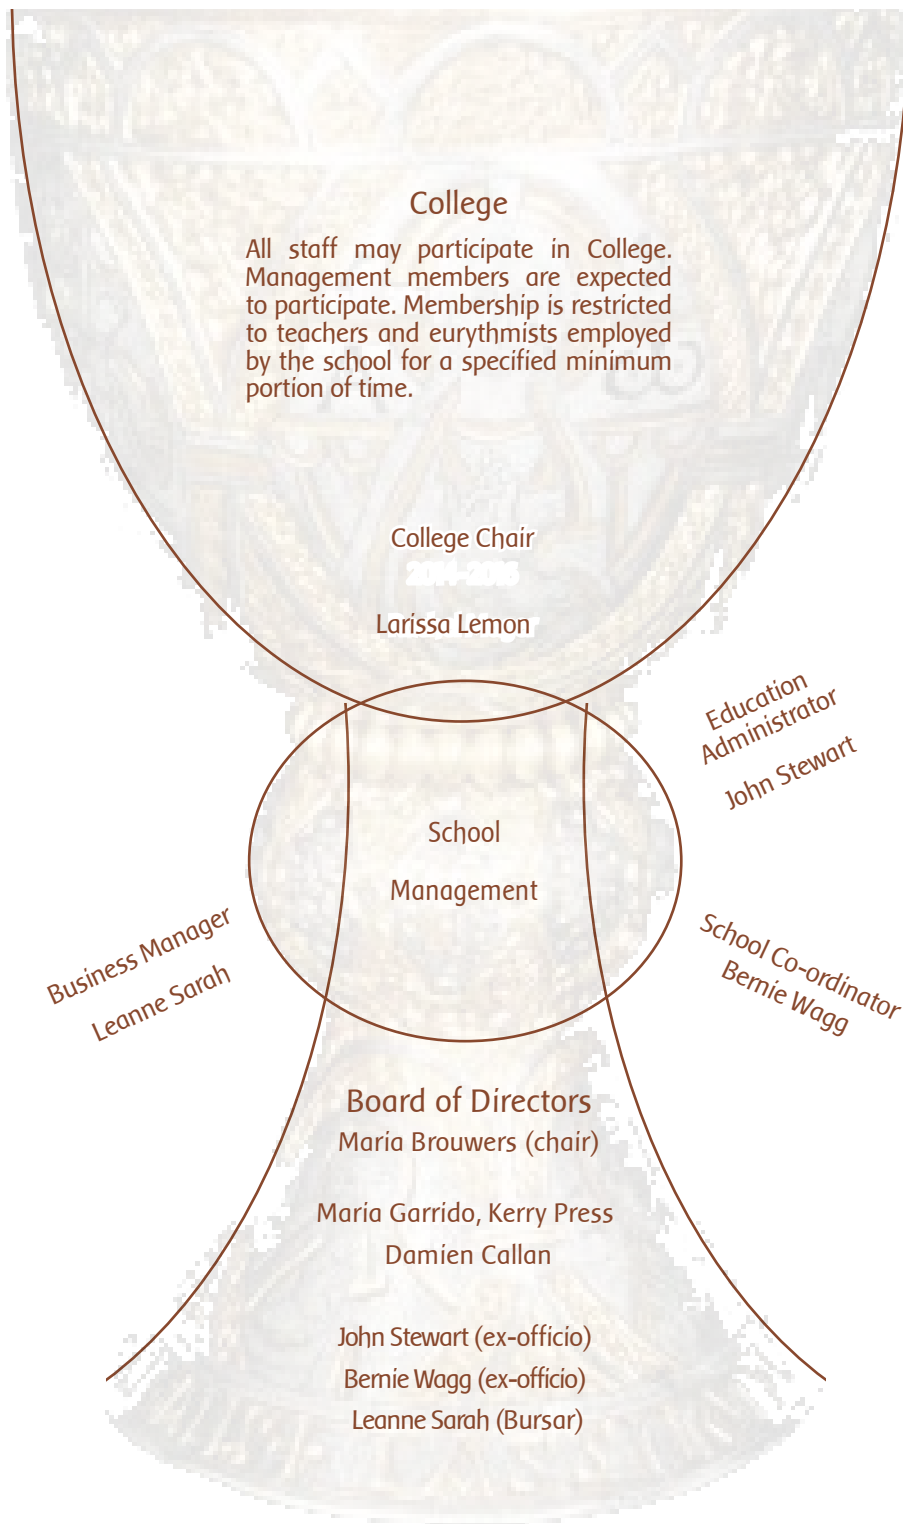 College
All staff may participate in College.
Management members are expected
to participate. Membership is restricted
to teachers and eurythmists employed
by the school for a specified minimum
portion of time.
College Chair
Larissa Lemon
Education
Administrator
John Stewart
School
Management
Business Manager
Leanne Sarah
School Co-ordinator
Bernie Wagg
Board of Directors
Maria Brouwers (chair)
Maria Garrido, Kerry Press
Damien Callan
John Stewart (ex-officio)
Bernie Wagg (ex-officio)
Leanne Sarah (Bursar)